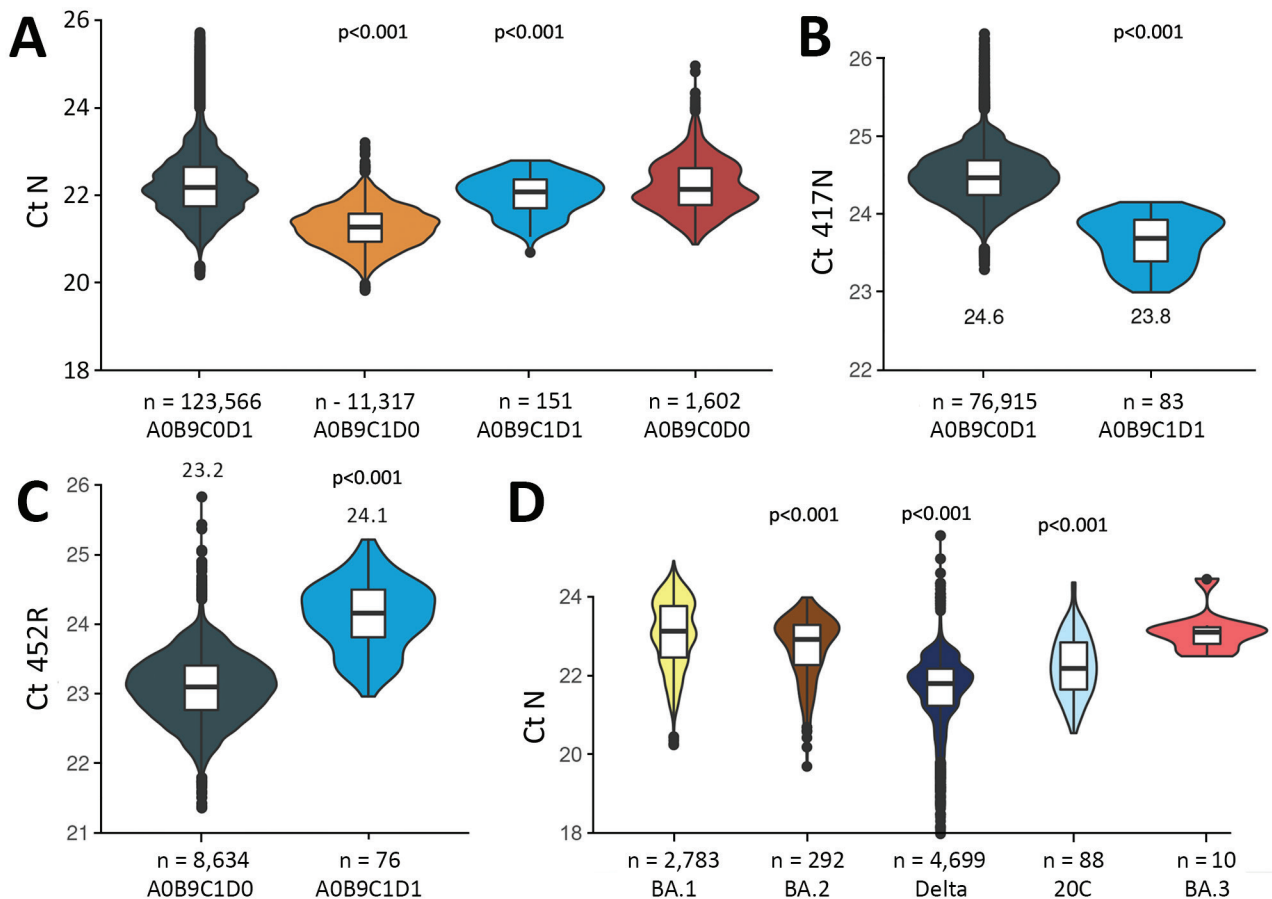 A
Ct N
26
24
22
20
18
p<0.001
p<0.001
n = 123,566
A0B9C0D1
n - 11,317
A0B9C1D0
n = 151
A0B9C1D1
n = 1,602
A0B9C0D0
B
Ct 417N
26
25
24
23
22
p<0.001
24.6
23.8
n = 76,915
A0B9C0D1
n = 83
A0B9C1D1
C
Ct 452R
26
25
24
23
22
21
23.2
p<0.001
24.1
n = 8,634
A0B9C1D0
n = 76
A0B9C1D1
D
Ct N
24
22
20
18
p<0.001
p<0.001
p<0.001
n = 2,783
BA.1
n = 292
BA.2
n = 4,699
Delta
n = 88
20C
n = 10
BA.3